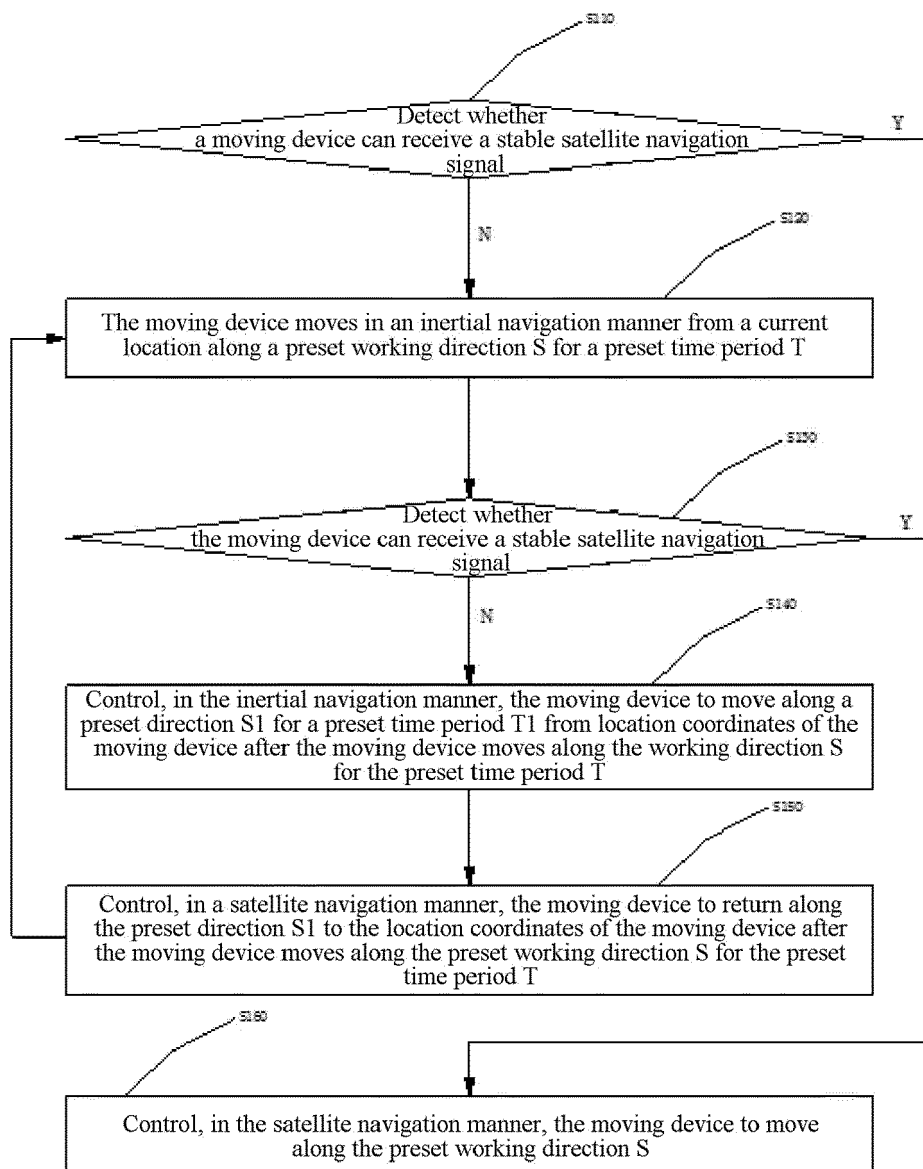 S110
Detect whether
a moving device can receive a stable satellite navigation
signal
Y
N
S120
The moving device moves in an inertial navigation manner from a current
location along a preset working direction S for a preset time period T
S130
Detect whether
the moving device can receive a stable satellite navigation
signal
Y
N
S140
Control, in the inertial navigation manner, the moving device to move along a
preset direction S1 for a preset time period T1 from location coordinates of the
moving device after the moving device moves along the working direction S
for the preset time period T
Control, in a satellite navigation manner, the moving device to return along
the preset direction S1 to the location coordinates of the moving device after
the moving device moves along the preset working direction S for the preset
time period T
S160
Control, in the satellite navigation manner, the moving device to move
along the preset working direction S